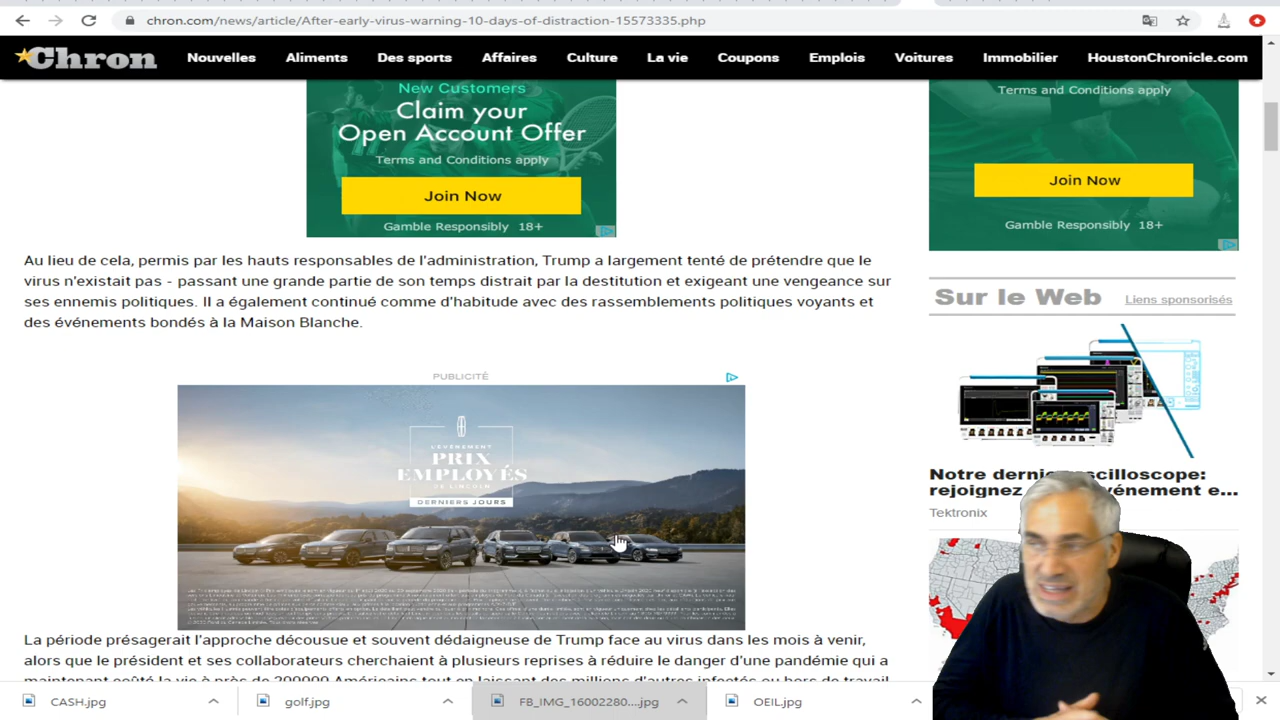 chron.com/news/article/After-early-virus-warning-10-days-of-distraction-15573335.php
Chron
Nouvelles Aliments Des sports Affaires Culture La vie Coupons Emplois Voitures Immobilier HoustonChronicle.com
New Customers
Claim your
Open Account Offer
Terms and Conditions apply
Join Now
Gamble Responsibly 18+
Terms and Conditions apply
Join Now
Gamble Responsibly 18+
Au lieu de cela, permis par les hauts responsables de l'administration, Trump a largement tenté de prétendre que le
virus n'existait pas - passant une grande partie de son temps distrait par la destitution et exigeant une vengeance sur
ses ennemis politiques. Il a également continué comme d'habitude avec des rassemblements politiques voyants et
des événements bondés à la Maison Blanche.
Sur le Web Liens sponsorisés
PUBLICITÉ
L'ÉVÉNEMENT
PRIX
EMPLOYÉS
DE LINCOLN
DERNIERS JOURS
Notre dernier oscilloscope:
rejoignez événement e...
Tektronix
La période présagerait l'approche décousue et souvent dédaigneuse de Trump face au virus dans les mois à venir,
alors que le président et ses collaborateurs cherchaient à plusieurs reprises à réduire le danger d'une pandémie qui a
maintenant coûté la vie à près de 200000 Américains tout en laissant des millions d'autres infectés ou hors de travail
CASH.jpg golf.jpg FB_IMG_16002280....jpg OEIL.jpg